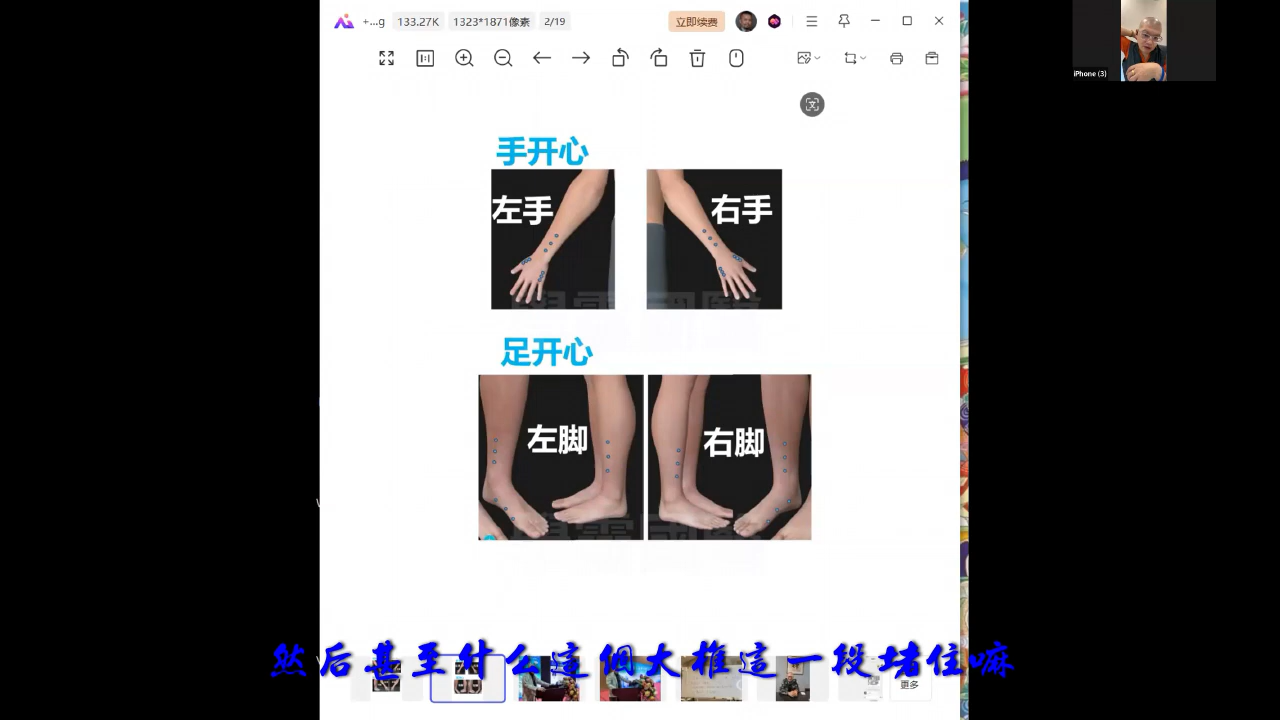 +...g 133.27K 1323*1871像素 2/19 立即续费
iPhone (3)
手开心
左手
右手
足开心
左脚
右脚
然后甚至什么這個大椎這一段堵住嘛
更多